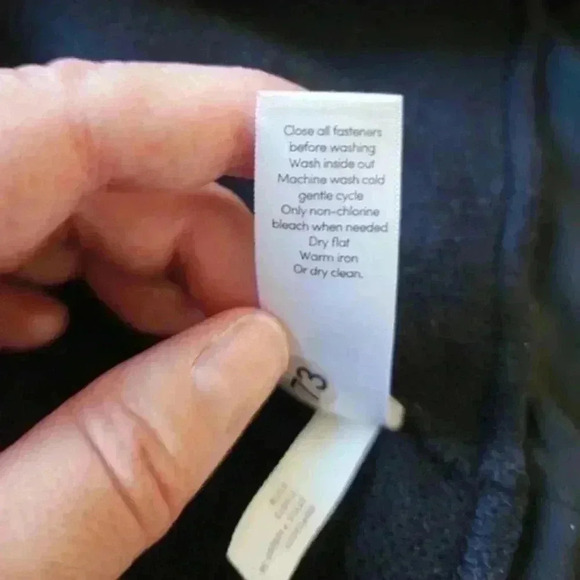 Close all fasteners
before washing
Wash inside out
Machine wash cold
gentle cycle
Only non-chlorine
bleach when needed
Dry flat
Warm iron
Or dry clean.
73